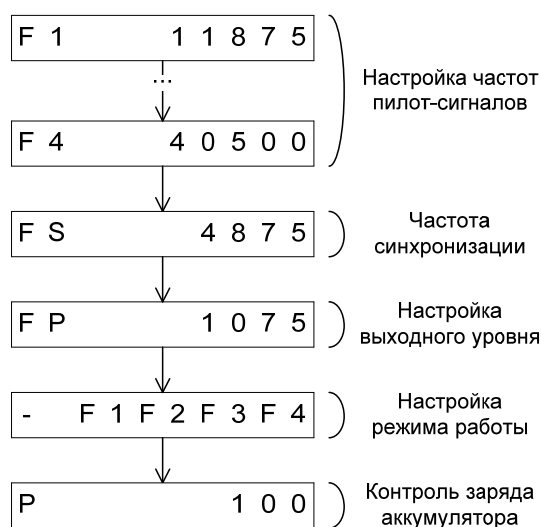 F 1 1 1 8 7 5
...
Настройка частот
пилот-сигналов
F 4 4 0 5 0 0
F S 4 8 7 5
Частота
синхронизации
F P 1 0 7 5
Настройка
выходного уровня
- F 1 F 2 F 3 F 4
Настройка
режима работы
P 1 0 0
Контроль заряда
аккумулятора